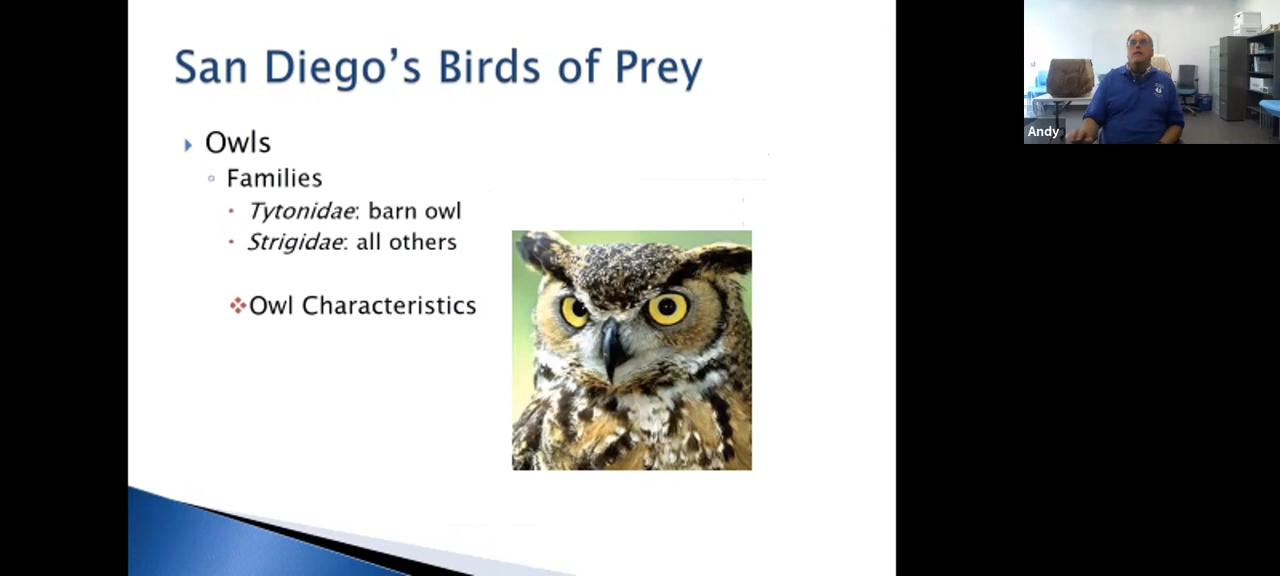 San Diego’s Birds of Prey
Owls
Families
Tytonidae: barn owl
Strigidae: all others
Owl Characteristics
Andy